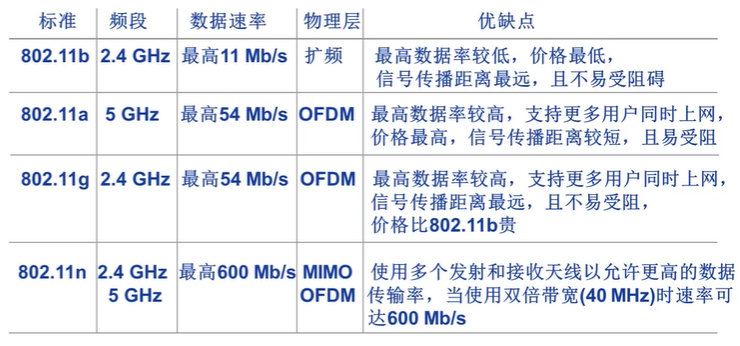 标准 频段 数据速率 物理层 优缺点
802.11b 2.4 GHz 最高11 Mb/s 扩频 最高数据率较低，价格最低，
信号传播距离最远，且不易受阻碍
802.11a 5 GHz 最高54 Mb/s OFDM 最高数据率较高，支持更多用户同时上网，
价格最高，信号传播距离较短，且易受阻
802.11g 2.4 GHz 最高54 Mb/s OFDM 最高数据率较高，支持更多用户同时上网，
信号传播距离最远，且不易受阻，
价格比802.11b贵
802.11n 2.4 GHz 最高600 Mb/s MIMO 使用多个发射和接收天线以允许更高的数据
5 GHz OFDM 传输率，当使用双倍带宽(40 MHz)时速率可
达600 Mb/s